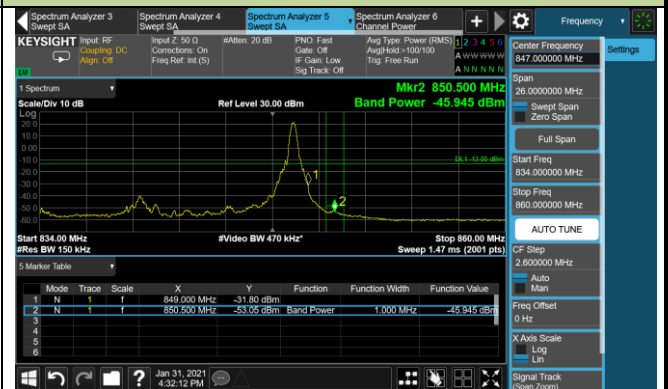 Spectrum Analyzer 3
Swept SA
Spectrum Analyzer 4
Swept SA
Spectrum Analyzer 5
Swept SA
Spectrum Analyzer 6
Channel Power
Frequency
KEYSIGHT
Input: RF
Coupling: DC
Align: Off
Input Z: 50 Ω
Corrections: On
Freq Ref: Int (S)
#Atten: 20 dB
PNO: Fast
Gate: Off
IF Gain: Low
Sig Track: Off
Avg Type: Power (RMS)
Avg|Hold:>100/100
Trig: Free Run
1 2 3 4 5 6
A W W W W W
A N N N N N
LXI
1 Spectrum
Mkr2 850.500 MHz
Scale/Div 10 dB
Ref Level 30.00 dBm
Band Power -45.945 dBm
Log
20.0
10.0
0.00
-10.0
-20.0
-30.0
-40.0
-50.0
-60.0
DL1 -13.00 dBm
1
2
Start 834.00 MHz
#Video BW 470 kHz*
Stop 860.00 MHz
#Res BW 150 kHz
Sweep 1.47 ms (2001 pts)
5 Marker Table
Mode Trace Scale X Y Function Function Width Function Value
1 N 1 f 849.000 MHz -31.80 dBm
2 N 1 f 850.500 MHz -53.05 dBm Band Power 1.000 MHz -45.945 dBm
3
4
5
6
Jan 31, 2021
4:32:12 PM
Center Frequency
847.000000 MHz
Settings
Span
26.0000000 MHz
Swept Span
Zero Span
Full Span
Start Freq
834.000000 MHz
Stop Freq
860.000000 MHz
AUTO TUNE
CF Step
2.600000 MHz
Auto
Man
Freq Offset
0 Hz
X Axis Scale
Log
Lin
Signal Track
(Span Zoom)